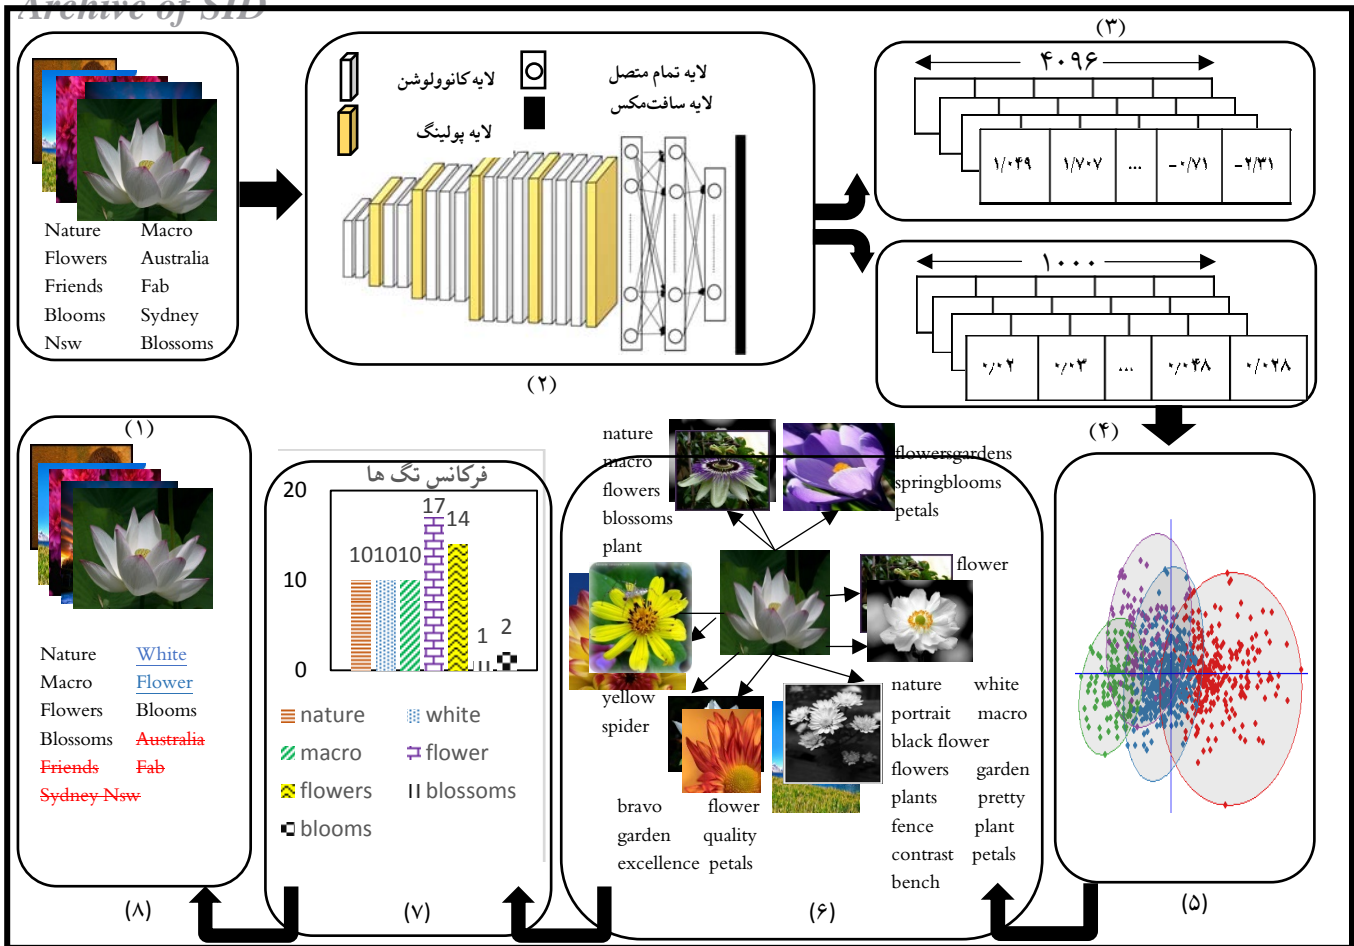 Archive of SID
Nature Macro
Flowers Australia
Friends Fab
Blooms Sydney
Nsw Blossoms
(۱)
لایه کانوولوشن
لایه تمام متصل
لایه سافت‌مکس
لایه پولینگ
(۲)
(۳)
۴۰۹۶
۱/۰۴۹ ۱/۷۰۷ ... -۰/۷۱ -۲/۳۱
۱۰۰۰
۰/۰۲ ۰/۰۳ ... ۰/۰۴۸ ۰/۰۲۸
(۴)
(۵)
nature
macro
flowers
blossoms
plant
flowersgardens
springblooms
petals
flower
yellow
spider
bravo flower
garden quality
excellence petals
nature white
portrait macro
black flower
flowers garden
plants pretty
fence plant
contrast petals
bench
(۶)
فرکانس تگ ها
20
10
0
10 10 10 17 14 1 2
nature white
macro flower
flowers blossoms
blooms
(۷)
Nature White
Macro Flower
Flowers Blooms
Blossoms Australia
Friends Fab
Sydney Nsw
(۸)